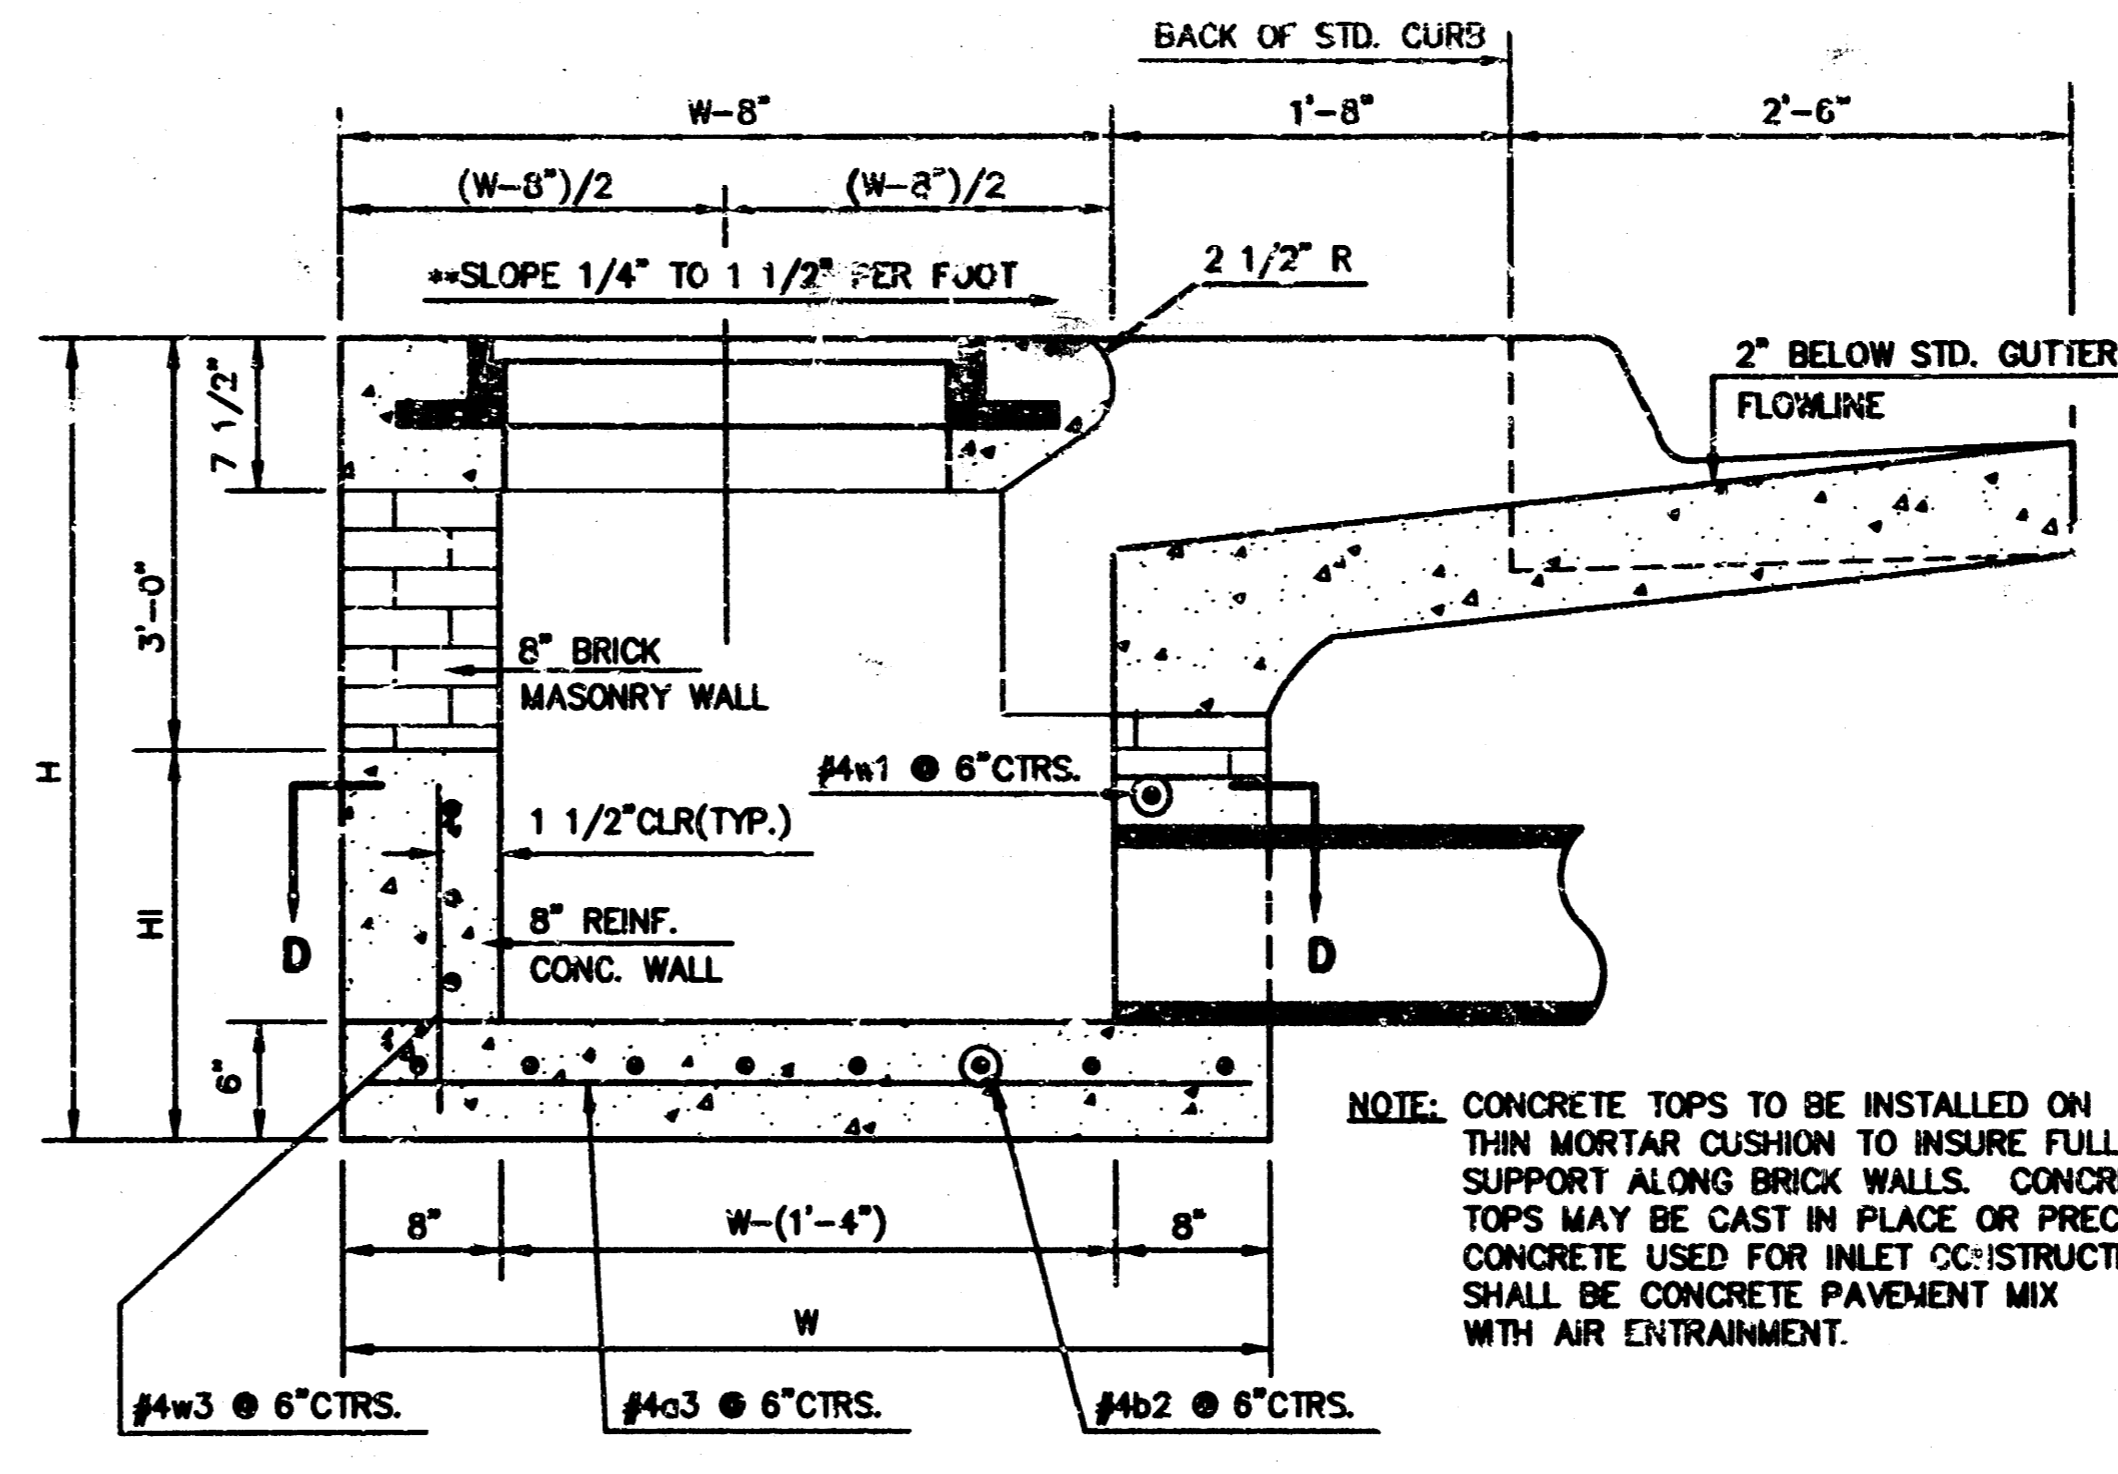 BACK OF STD. CURB
W-8"
1'-8"
2'-6"
(W-8")/2
(W-8")/2
**SLOPE 1/4" TO 1 1/2" PER FOOT
2 1/2" R
2" BELOW STD. GUTTER
FLOWLINE
7 1/2"
3'-0"
H
H1
6"
8" BRICK
MASONRY WALL
#4w1 @ 6"CTRS.
1 1/2"CLR(TYP.)
8" REINF.
CONC. WALL
D
D
NOTE: CONCRETE TOPS TO BE INSTALLED ON
THIN MORTAR CUSHION TO INSURE FULL
SUPPORT ALONG BRICK WALLS. CONCRE
TOPS MAY BE CAST IN PLACE OR PREC
CONCRETE USED FOR INLET CONSTRUCTI
SHALL BE CONCRETE PAVEMENT MIX
WITH AIR ENTRAINMENT.
8"
W-(1'-4")
8"
W
#4w3 @ 6"CTRS.
#4a3 @ 6"CTRS.
#4b2 @ 6"CTRS.